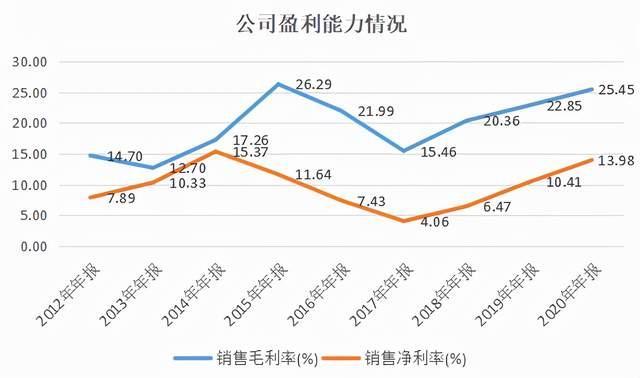 公司盈利能力情况
30.00
25.00
20.00
15.00
10.00
5.00
0.00
14.70
12.70
17.26
26.29
21.99
15.46
20.36
22.85
25.45
7.89
10.33
15.37
11.64
7.43
4.06
6.47
10.41
13.98
2012年年报
2013年年报
2014年年报
2015年年报
2016年年报
2017年年报
2018年年报
2019年年报
2020年年报
销售毛利率(%)
销售净利率(%)